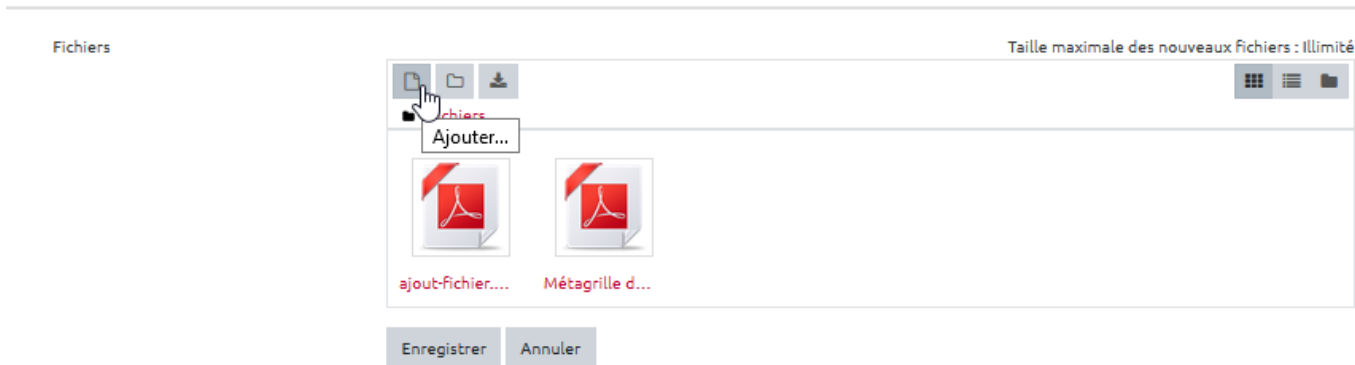 Fichiers
Taille maximale des nouveaux fichiers : Illimité
Ajouter...
ajout-fichier....
Métagrille d...
Enregistrer
Annuler